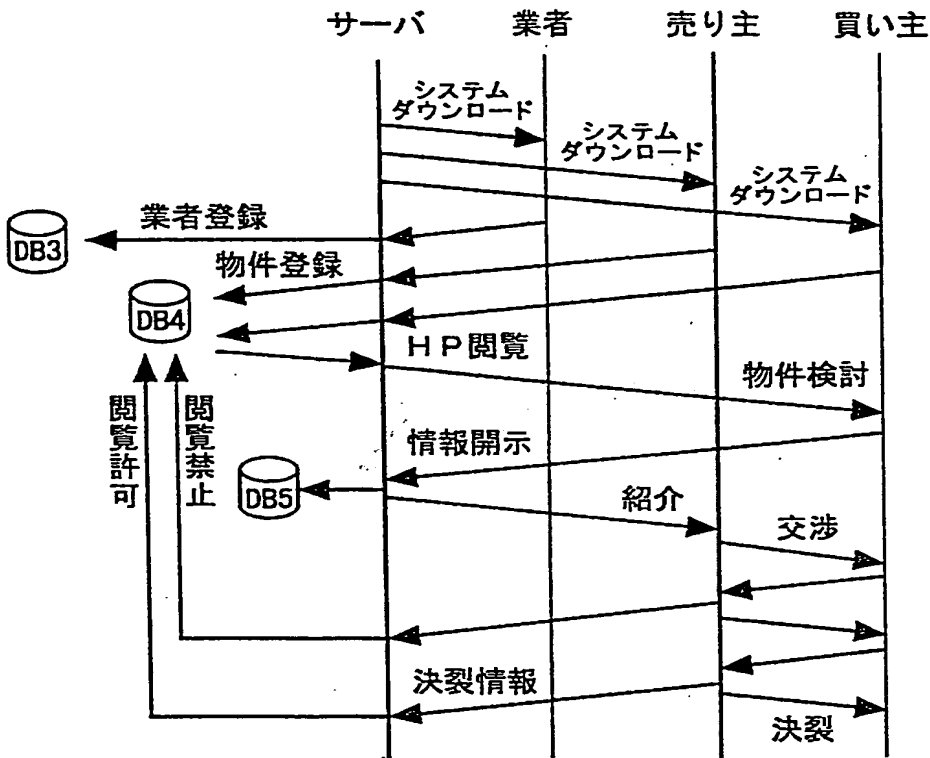 サーバ
業者
売り主
買い主
システム
ダウンロード
システム
ダウンロード
システム
ダウンロード
業者登録
DB3
物件登録
DB4
HP閲覧
物件検討
閲覧許可
閲覧禁止
情報開示
DB5
紹介
交渉
決裂情報
決裂